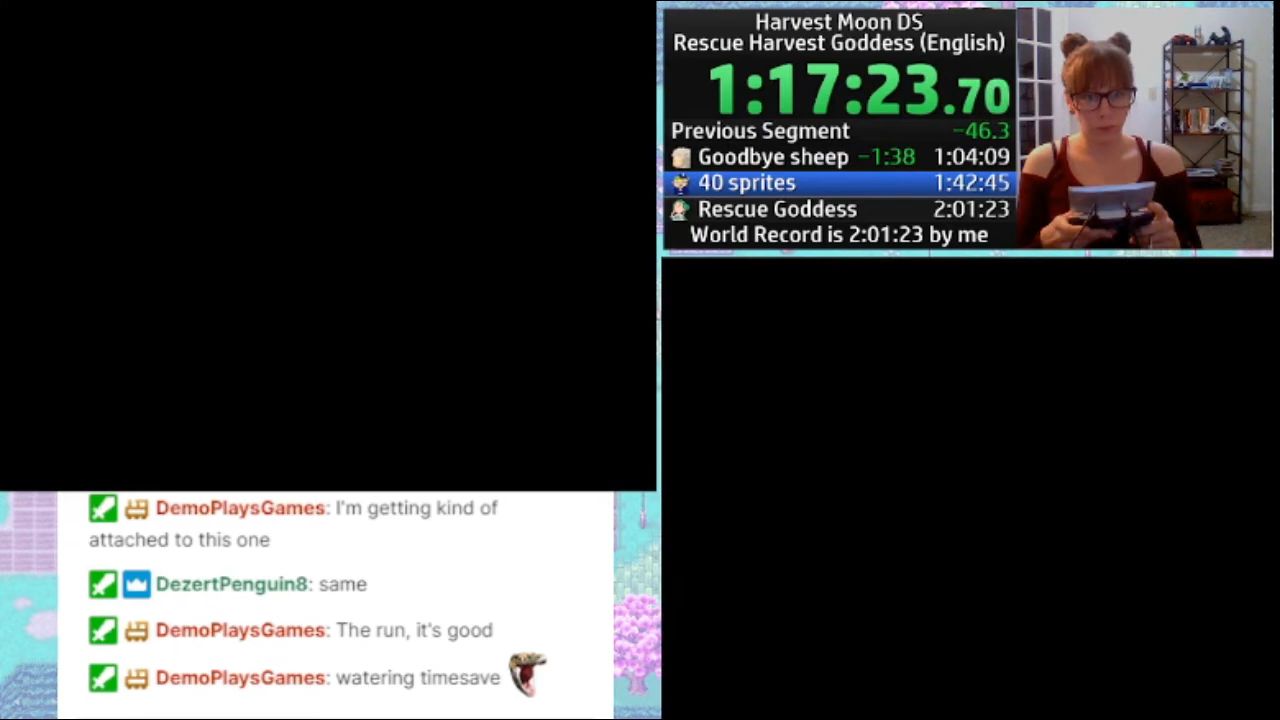 Harvest Moon DS
Rescue Harvest Goddess (English)
1:17:23.70
Previous Segment -46.3
Goodbye sheep -1:38 1:04:09
40 sprites 1:42:45
Rescue Goddess 2:01:23
World Record is 2:01:23 by me
DemoPlaysGames: I'm getting kind of
attached to this one
DezertPenguin8: same
DemoPlaysGames: The run, it's good
DemoPlaysGames: watering timesave